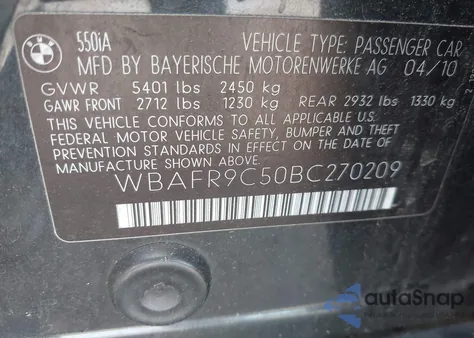 BMW
550iA
VEHICLE TYPE: PASSENGER CAR
MFD BY BAYERISCHE MOTORENWERKE AG 04/10
GVWR 5401 lbs 2450 kg
GAWR FRONT 2712 lbs 1230 kg REAR 2932 lbs 1330 kg
THIS VEHICLE CONFORMS TO ALL APPLICABLE U.S.
FEDERAL MOTOR VEHICLE SAFETY, BUMPER AND THEFT
PREVENTION STANDARDS IN EFFECT ON THE DATE OF
MANUFACTURE SHOWN ABOVE.
WBAFR9C50BC270209
autoSnap